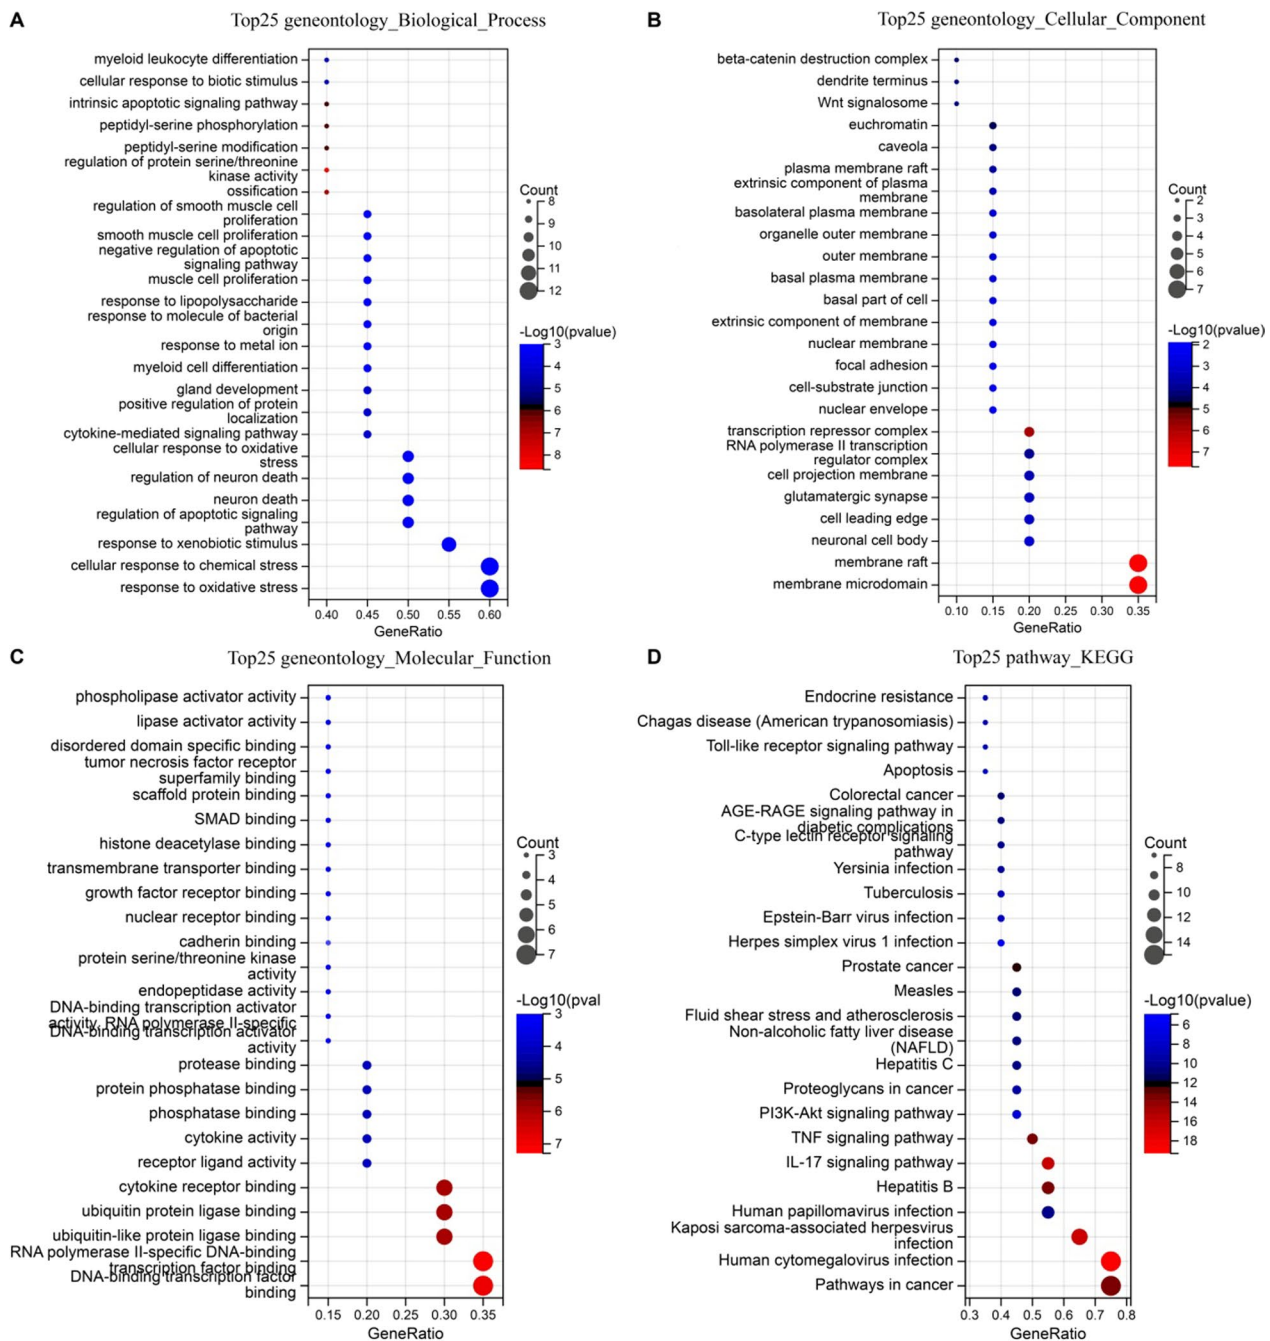 A
Top25 geneontology_Biological_Process
myeloid leukocyte differentiation
cellular response to biotic stimulus
intrinsic apoptotic signaling pathway
peptidyl-serine phosphorylation
peptidyl-serine modification
regulation of protein serine/threonine
kinase activity
ossification
regulation of smooth muscle cell
proliferation
smooth muscle cell proliferation
negative regulation of apoptotic
signaling pathway
muscle cell proliferation
response to lipopolysaccharide
response to molecule of bacterial
origin
response to metal ion
myeloid cell differentiation
gland development
positive regulation of protein
localization
cytokine-mediated signaling pathway
cellular response to oxidative
stress
regulation of neuron death
neuron death
regulation of apoptotic signaling
pathway
response to xenobiotic stimulus
cellular response to chemical stress
response to oxidative stress
0.40 0.45 0.50 0.55 0.60
GeneRatio
Count
8
9
10
11
12
-Log10(pvalue)
3
4
5
6
7
8
B
Top25 geneontology_Cellular_Component
beta-catenin destruction complex
dendrite terminus
Wnt signalosome
euchromatin
caveola
plasma membrane raft
extrinsic component of plasma
membrane
basolateral plasma membrane
organelle outer membrane
outer membrane
basal plasma membrane
basal part of cell
extrinsic component of membrane
nuclear membrane
focal adhesion
cell-substrate junction
nuclear envelope
transcription repressor complex
RNA polymerase II transcription
regulator complex
cell projection membrane
glutamatergic synapse
cell leading edge
neuronal cell body
membrane raft
membrane microdomain
0.10 0.15 0.20 0.25 0.30 0.35
GeneRatio
Count
2
3
4
5
6
7
-Log10(pvalue)
2
3
4
5
6
7
C
Top25 geneontology_Molecular_Function
phospholipase activator activity
lipase activator activity
disordered domain specific binding
tumor necrosis factor receptor
superfamily binding
scaffold protein binding
SMAD binding
histone deacetylase binding
transmembrane transporter binding
growth factor receptor binding
nuclear receptor binding
cadherin binding
protein serine/threonine kinase
activity
endopeptidase activity
DNA-binding transcription activator
activity, RNA polymerase II-specific
DNA-binding transcription activator
activity
protease binding
protein phosphatase binding
phosphatase binding
cytokine activity
receptor ligand activity
cytokine receptor binding
ubiquitin protein ligase binding
ubiquitin-like protein ligase binding
RNA polymerase II-specific DNA-binding
transcription factor binding
DNA-binding transcription factor
binding
0.15 0.20 0.25 0.30 0.35
GeneRatio
Count
3
4
5
6
7
-Log10(pval
3
4
5
6
7
D
Top25 pathway_KEGG
Endocrine resistance
Chagas disease (American trypanosomiasis)
Toll-like receptor signaling pathway
Apoptosis
Colorectal cancer
AGE-RAGE signaling pathway in
diabetic complications
C-type lectin receptor signaling
pathway
Yersinia infection
Tuberculosis
Epstein-Barr virus infection
Herpes simplex virus 1 infection
Prostate cancer
Measles
Fluid shear stress and atherosclerosis
Non-alcoholic fatty liver disease
(NAFLD)
Hepatitis C
Proteoglycans in cancer
PI3K-Akt signaling pathway
TNF signaling pathway
IL-17 signaling pathway
Hepatitis B
Human papillomavirus infection
Kaposi sarcoma-associated herpesvirus
infection
Human cytomegalovirus infection
Pathways in cancer
0.3 0.4 0.5 0.6 0.7 0.8
GeneRatio
Count
8
10
12
14
-Log10(pvalue)
6
8
10
12
14
16
18